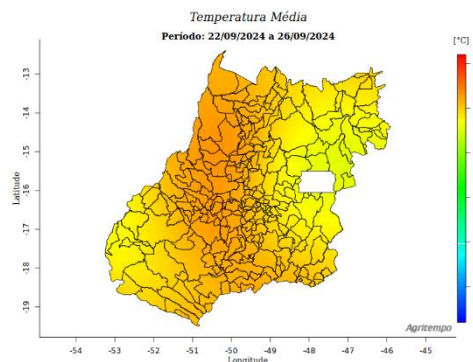 Temperatura Média
Período: 22/09/2024 a 26/09/2024
[°C]
-13
-14
-15
-16
-17
-18
-19
Latitude
Agritempo
-54 -53 -52 -51 -50 -49 -48 -47 -46 -45
Longitude